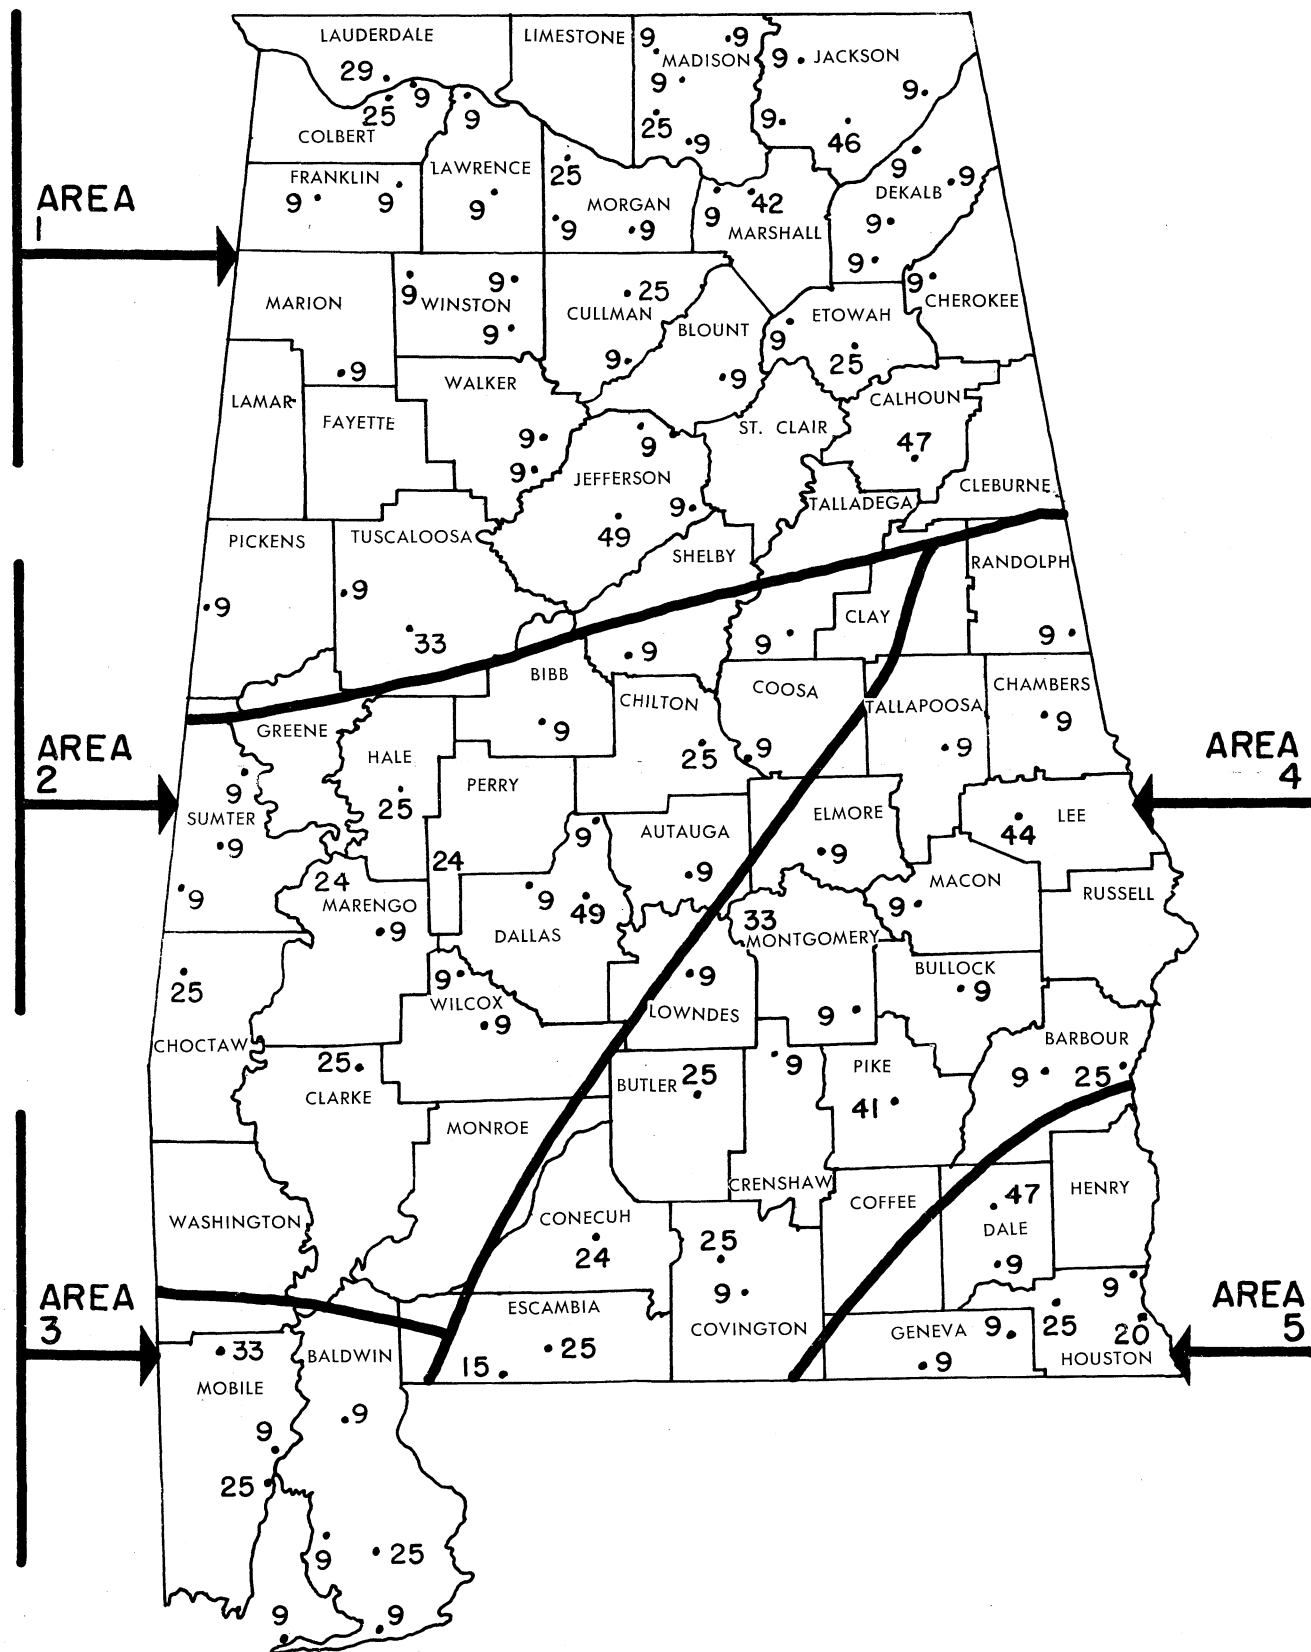 LAUDERDALE
LIMESTONE
9
9
MADISON
9
JACKSON
29
9
9
25
9
9
9
25
9
46
COLBERT
9
FRANKLIN
LAWRENCE
25
9
DEKALB
9
AREA
1
9
9
9
MORGAN
9
42
9
9
9
MARSHALL
9
9
MARION
9
WINSTON
9
25
CULLMAN
BLOUNT
ETOWAH
CHEROKEE
9
9
9
25
9
9
WALKER
LAMAR
FAYETTE
ST. CLAIR
CALHOUN
9
9
47
9
JEFFERSON
CLEBURNE
TALLADEGA
9
49
PICKENS
TUSCALOOSA
SHELBY
RANDOLPH
9
9
CLAY
33
9
9
9
BIBB
COOSA
CHILTON
CHAMBERS
TALLAPOOSA
GREENE
9
9
AREA
2
HALE
25
9
9
AREA
4
9
25
PERRY
SUMTER
ELMORE
LEE
44
9
9
AUTAUGA
9
24
24
9
MACON
9
MARENGO
9
49
33
9
RUSSELL
9
DALLAS
MONTGOMERY
25
9
WILCOX
9
BULLOCK
9
9
LOWNDES
9
CHOCTAW
BARBOUR
25
CLARKE
BUTLER
25
9
PIKE
9
25
41
MONROE
CRENSHAW
COFFEE
47
HENRY
WASHINGTON
CONECUH
24
25
DALE
9
9
AREA
3
ESCAMBIA
9
COVINGTON
GENEVA
9
25
20
AREA
5
33
BALDWIN
15
25
9
HOUSTON
MOBILE
9
9
25
9
25
9
9